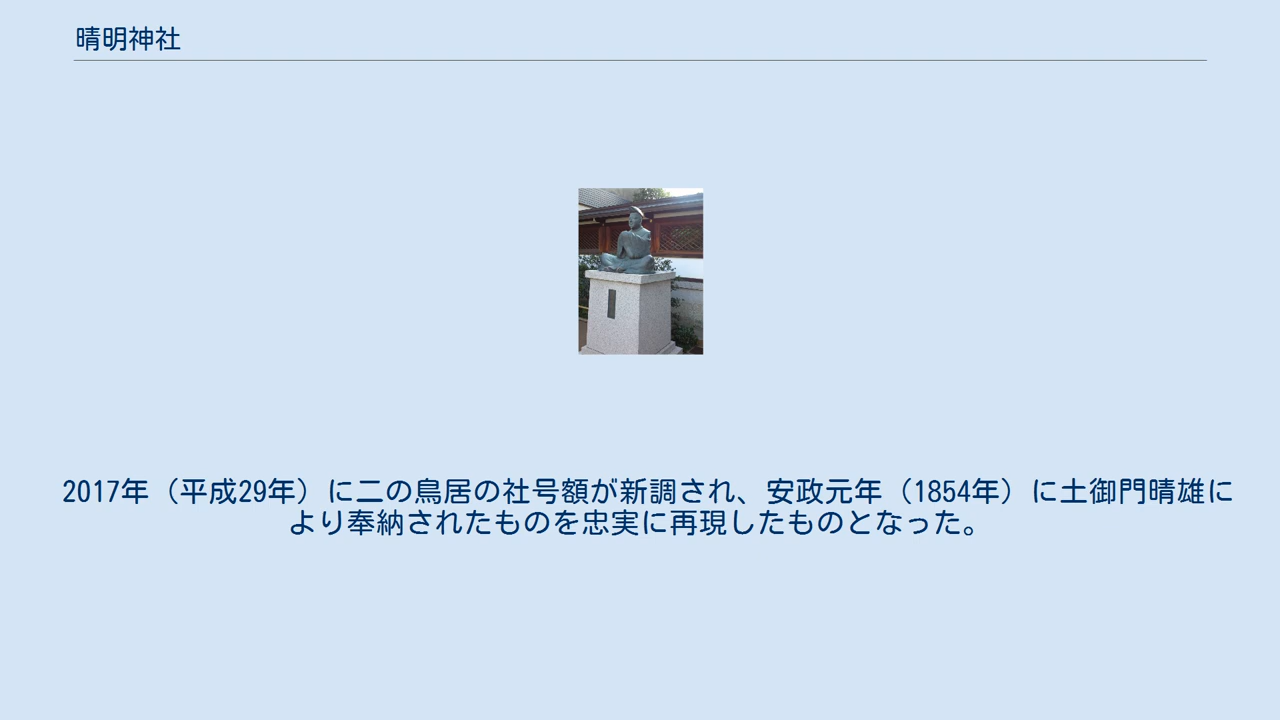 晴明神社
2017年（平成29年）に二の鳥居の社号額が新調され、安政元年（1854年）に土御門晴雄に
より奉納されたものを忠実に再現したものとなった。